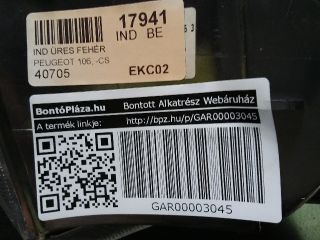 17941
IND BE
IND ÜRES FEHÉR
PEUGEOT 106, -CS
40705 EKC02
BontóPláza.hu Bontott Alkatrész Webáruház
A termék linkje: http://bpz.hu/p/GAR00003045
GAR00003045